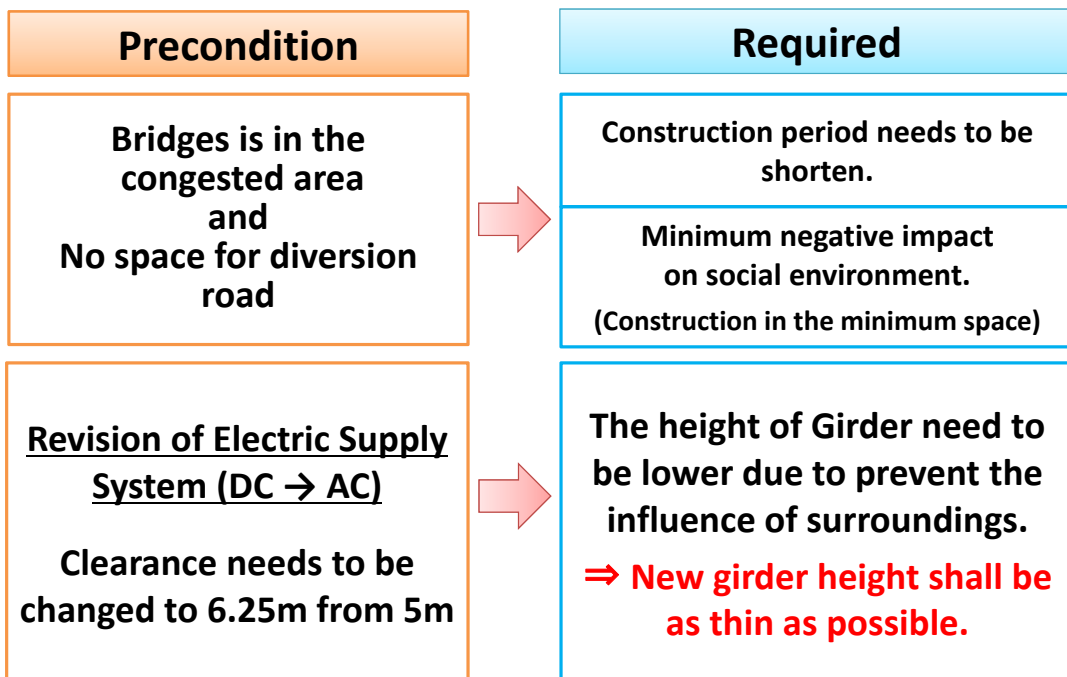 Precondition
Required
Bridges is in the
congested area
and
No space for diversion
road
Construction period needs to be
shorten.
Minimum negative impact
on social environment.
(Construction in the minimum space)
Revision of Electric Supply
System (DC → AC)
Clearance needs to be
changed to 6.25m from 5m
The height of Girder need to
be lower due to prevent the
influence of surroundings.
⇒ New girder height shall be
as thin as possible.